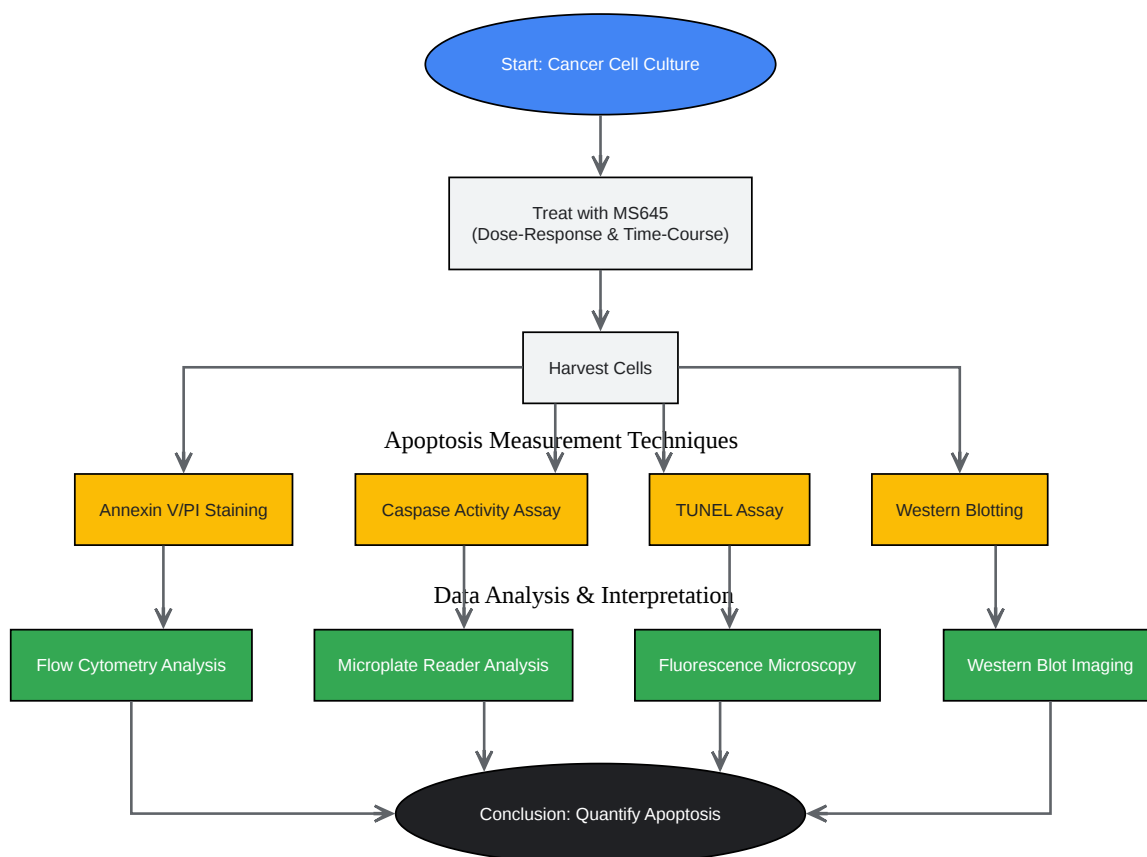 Start: Cancer Cell Culture
Treat with MS645
(Dose-Response & Time-Course)
Harvest Cells
Apoptosis Measurement Techniques
Annexin V/PI Staining
Caspase Activity Assay
TUNEL Assay
Western Blotting
Data Analysis & Interpretation
Flow Cytometry Analysis
Microplate Reader Analysis
Fluorescence Microscopy
Western Blot Imaging
Conclusion: Quantify Apoptosis